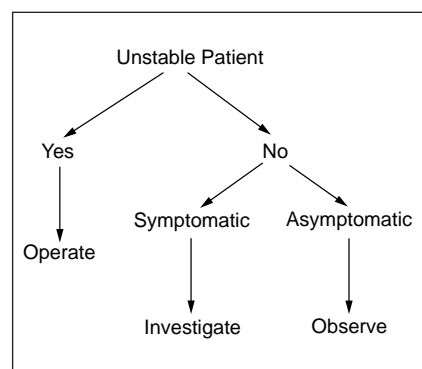 Unstable Patient
Yes
No
Symptomatic
Asymptomatic
Operate
Investigate
Observe